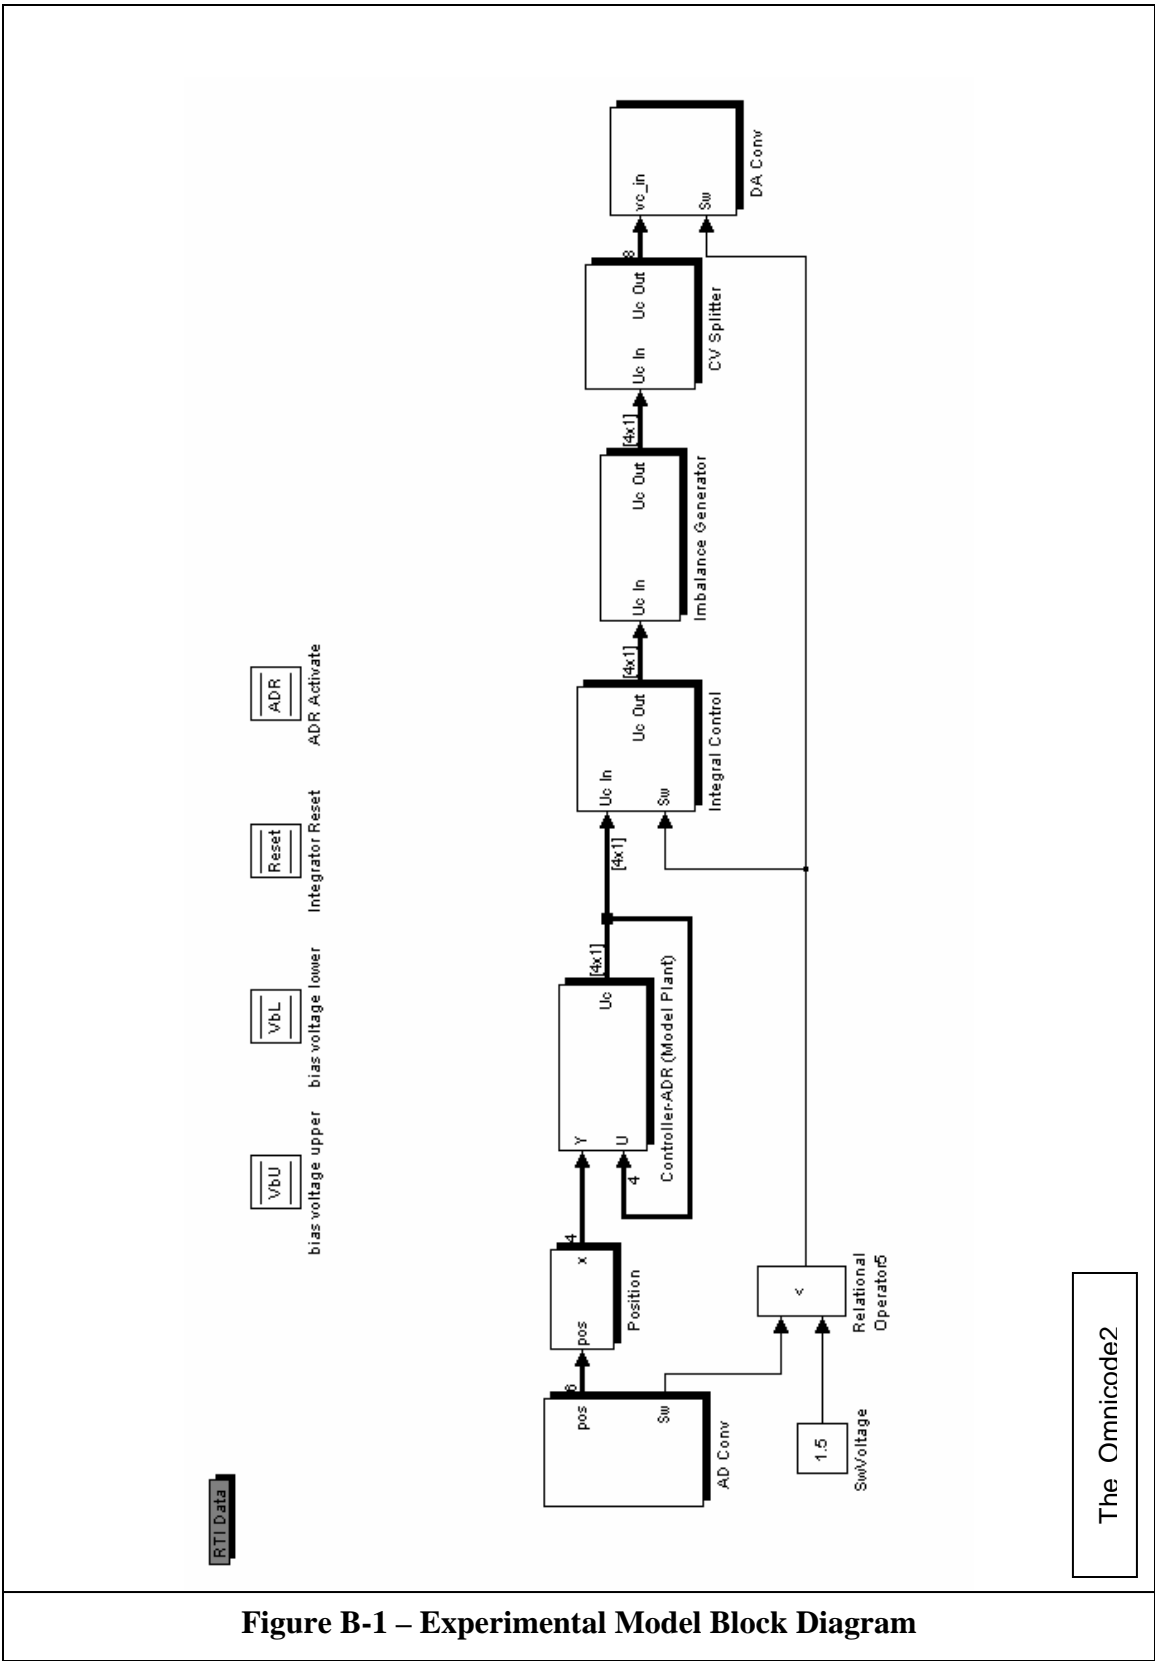 RTI Data
VbU
bias voltage upper
VbL
bias voltage lower
Reset
Integrator Reset
ADR
ADR Activate
pos
Sw
AD Conv
6
pos
x
Position
4
Y
U
Uc
4
Controller-ADR (Model Plant)
[4x1]
[4x1]
Uc In
Sw
Uc Out
Integral Control
[4x1]
Uc In
Uc Out
Imbalance Generator
[4x1]
Uc In
Uc Out
CV Splitter
8
vc_in
Sw
DA Conv
1.5
SwVoltage
<
Relational
Operator5
The Omnicode2
Figure B-1 – Experimental Model Block Diagram